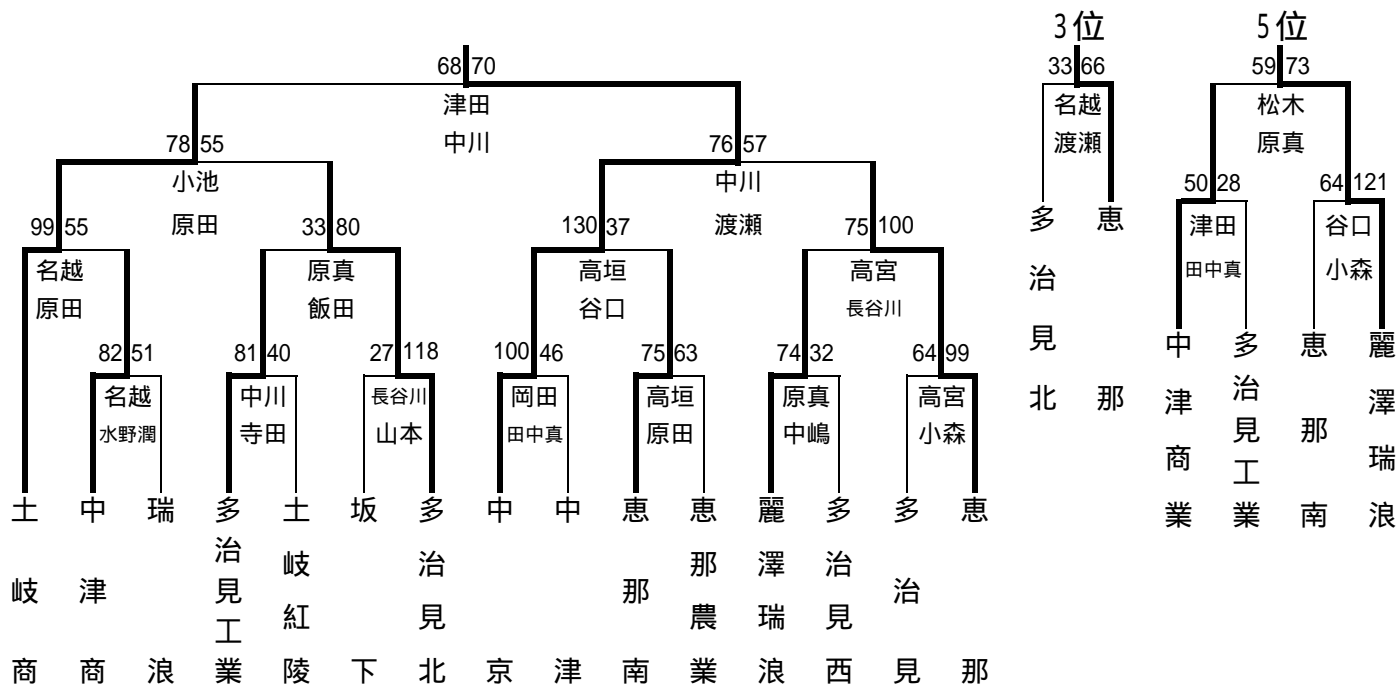 3位
5位
68 70
33 66
59 73
津田
中川
名越
渡瀬
松木
原真
78 55
76 57
小池
原田
中川
渡瀬
50 28
64 121
津田
田中真
谷口
小森
99 55
33 80
130 37
75 100
名越
原田
原真
飯田
高垣
谷口
高宮
長谷川
多治見北
恵那
82 51
81 40
27 118
100 46
75 63
74 32
64 99
名越
水野潤
中川
寺田
長谷川
山本
岡田
田中真
高垣
原田
原真
中嶋
高宮
小森
中津商業
多治見工業
恵那南
麗澤瑞浪
土岐商
中津商
瑞浪
多治見工業
土岐紅陵
坂下
多治見北
中京
中津
恵那南
恵那農業
麗澤瑞浪
多治見西
多治見
恵那